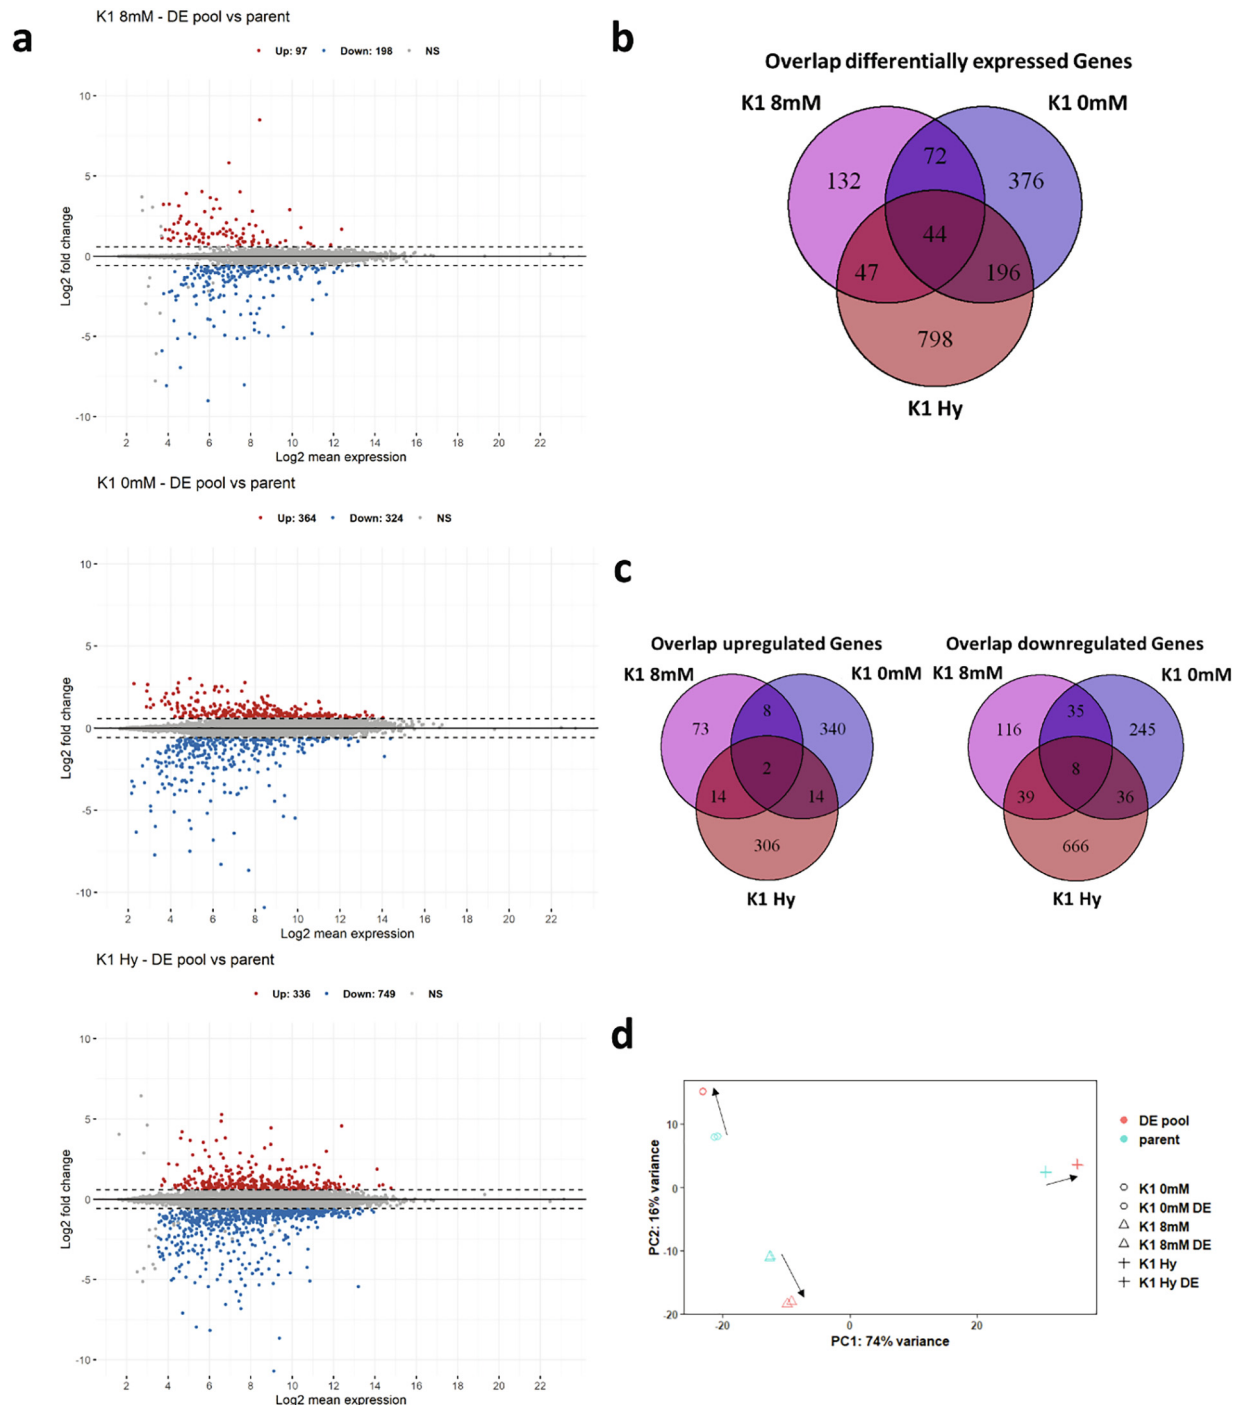 a
K1 8mM - DE pool vs parent
Up: 97 Down: 198 NS
10
5
0
-5
-10
Log2 fold change
2 4 6 8 10 12 14 16 18 20 22
Log2 mean expression
K1 0mM - DE pool vs parent
Up: 364 Down: 324 NS
10
5
0
-5
-10
Log2 fold change
2 4 6 8 10 12 14 16 18 20 22
Log2 mean expression
K1 Hy - DE pool vs parent
Up: 336 Down: 749 NS
10
5
0
-5
-10
Log2 fold change
2 4 6 8 10 12 14 16 18 20 22
Log2 mean expression
b
Overlap differentially expressed Genes
K1 8mM K1 0mM
72
132 376
44
47 196
798
K1 Hy
c
Overlap upregulated Genes
K1 8mM K1 0mM
8
73 340
2
14 14
306
K1 Hy
Overlap downregulated Genes
K1 8mM K1 0mM
35
116 245
8
39 36
666
K1 Hy
d
10
0
-10
-20
PC2: 16% variance
-20 0 20
PC1: 74% variance
DE pool
parent
K1 0mM
K1 0mM DE
K1 8mM
K1 8mM DE
K1 Hy
K1 Hy DE